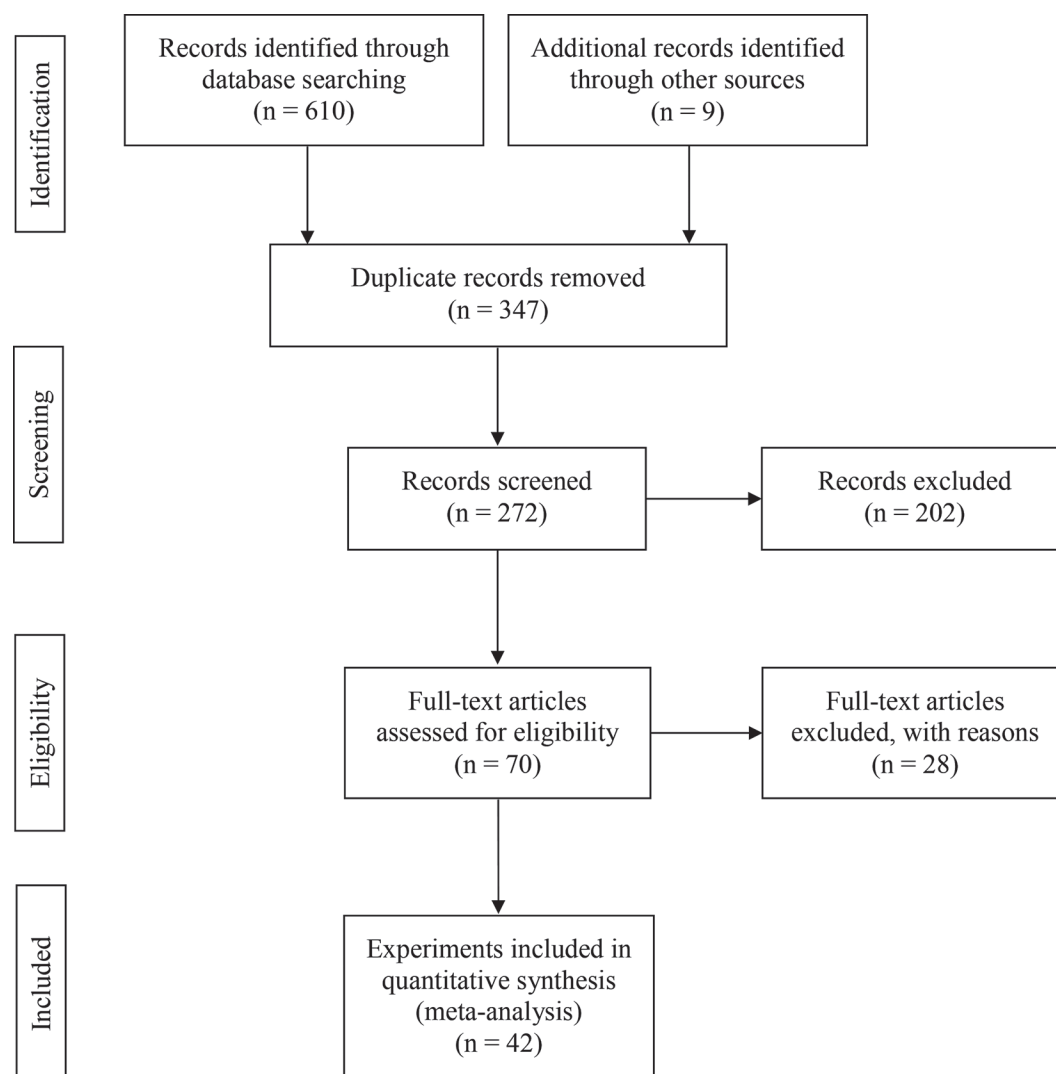 Identification
Records identified through
database searching
(n = 610)
Additional records identified
through other sources
(n = 9)
Duplicate records removed
(n = 347)
Screening
Records screened
(n = 272)
Records excluded
(n = 202)
Eligibility
Full-text articles
assessed for eligibility
(n = 70)
Full-text articles
excluded, with reasons
(n = 28)
Included
Experiments included in
quantitative synthesis
(meta-analysis)
(n = 42)